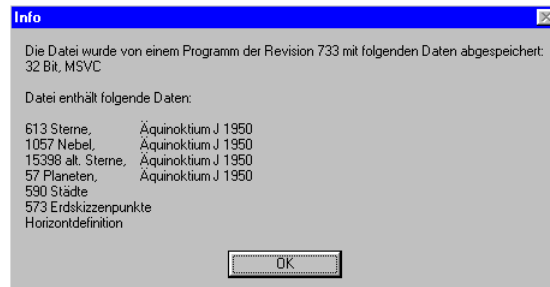 Info
Die Datei wurde von einem Programm der Revision 733 mit folgenden Daten abgespeichert:
32 Bit, MSVC
Datei enthält folgende Daten:
613 Sterne, Äquinoktium J 1950
1057 Nebel, Äquinoktium J 1950
15398 alt. Sterne, Äquinoktium J 1950
57 Planeten, Äquinoktium J 1950
590 Städte
573 Erdskizzenpunkte
Horizontdefinition
OK